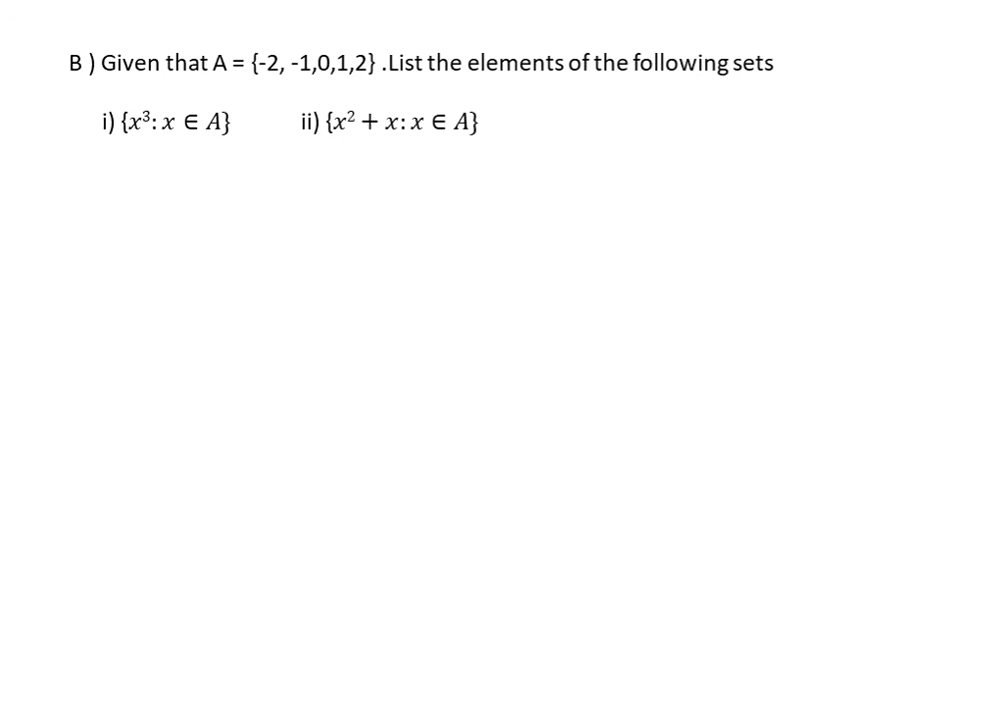 B ) Given that A = {-2, -1,0,1,2} .List the elements of the following sets
i) {x³: x ∈ A} ii) {x² + x: x ∈ A}